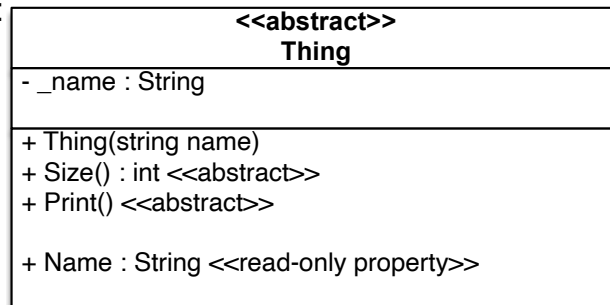 <<abstract>>
Thing
- _name : String
+ Thing(string name)
+ Size() : int <<abstract>>
+ Print() <<abstract>>
+ Name : String <<read-only property>>